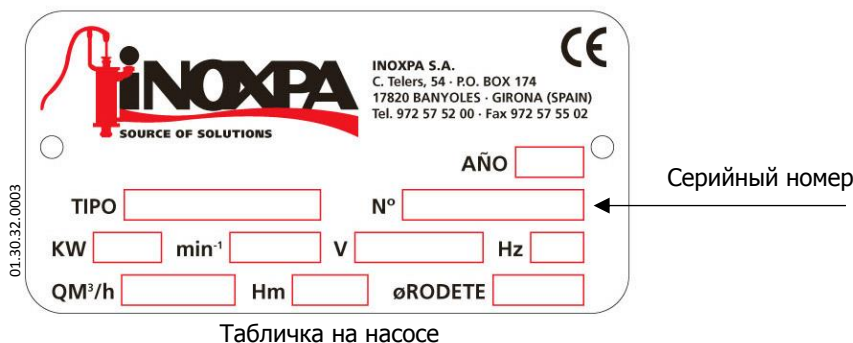 iNOXPA
SOURCE OF SOLUTIONS
CE
INOXPA S.A.
C. Telers, 54 · P.O. BOX 174
17820 BANYOLES · GIRONA (SPAIN)
Tel. 972 57 52 00 · Fax 972 57 55 02
AÑO
TIPO Nº
Серийный номер
KW min-1 V Hz
QM³/h Hm øRODETE
01.30.32.0003
Табличка на насосе